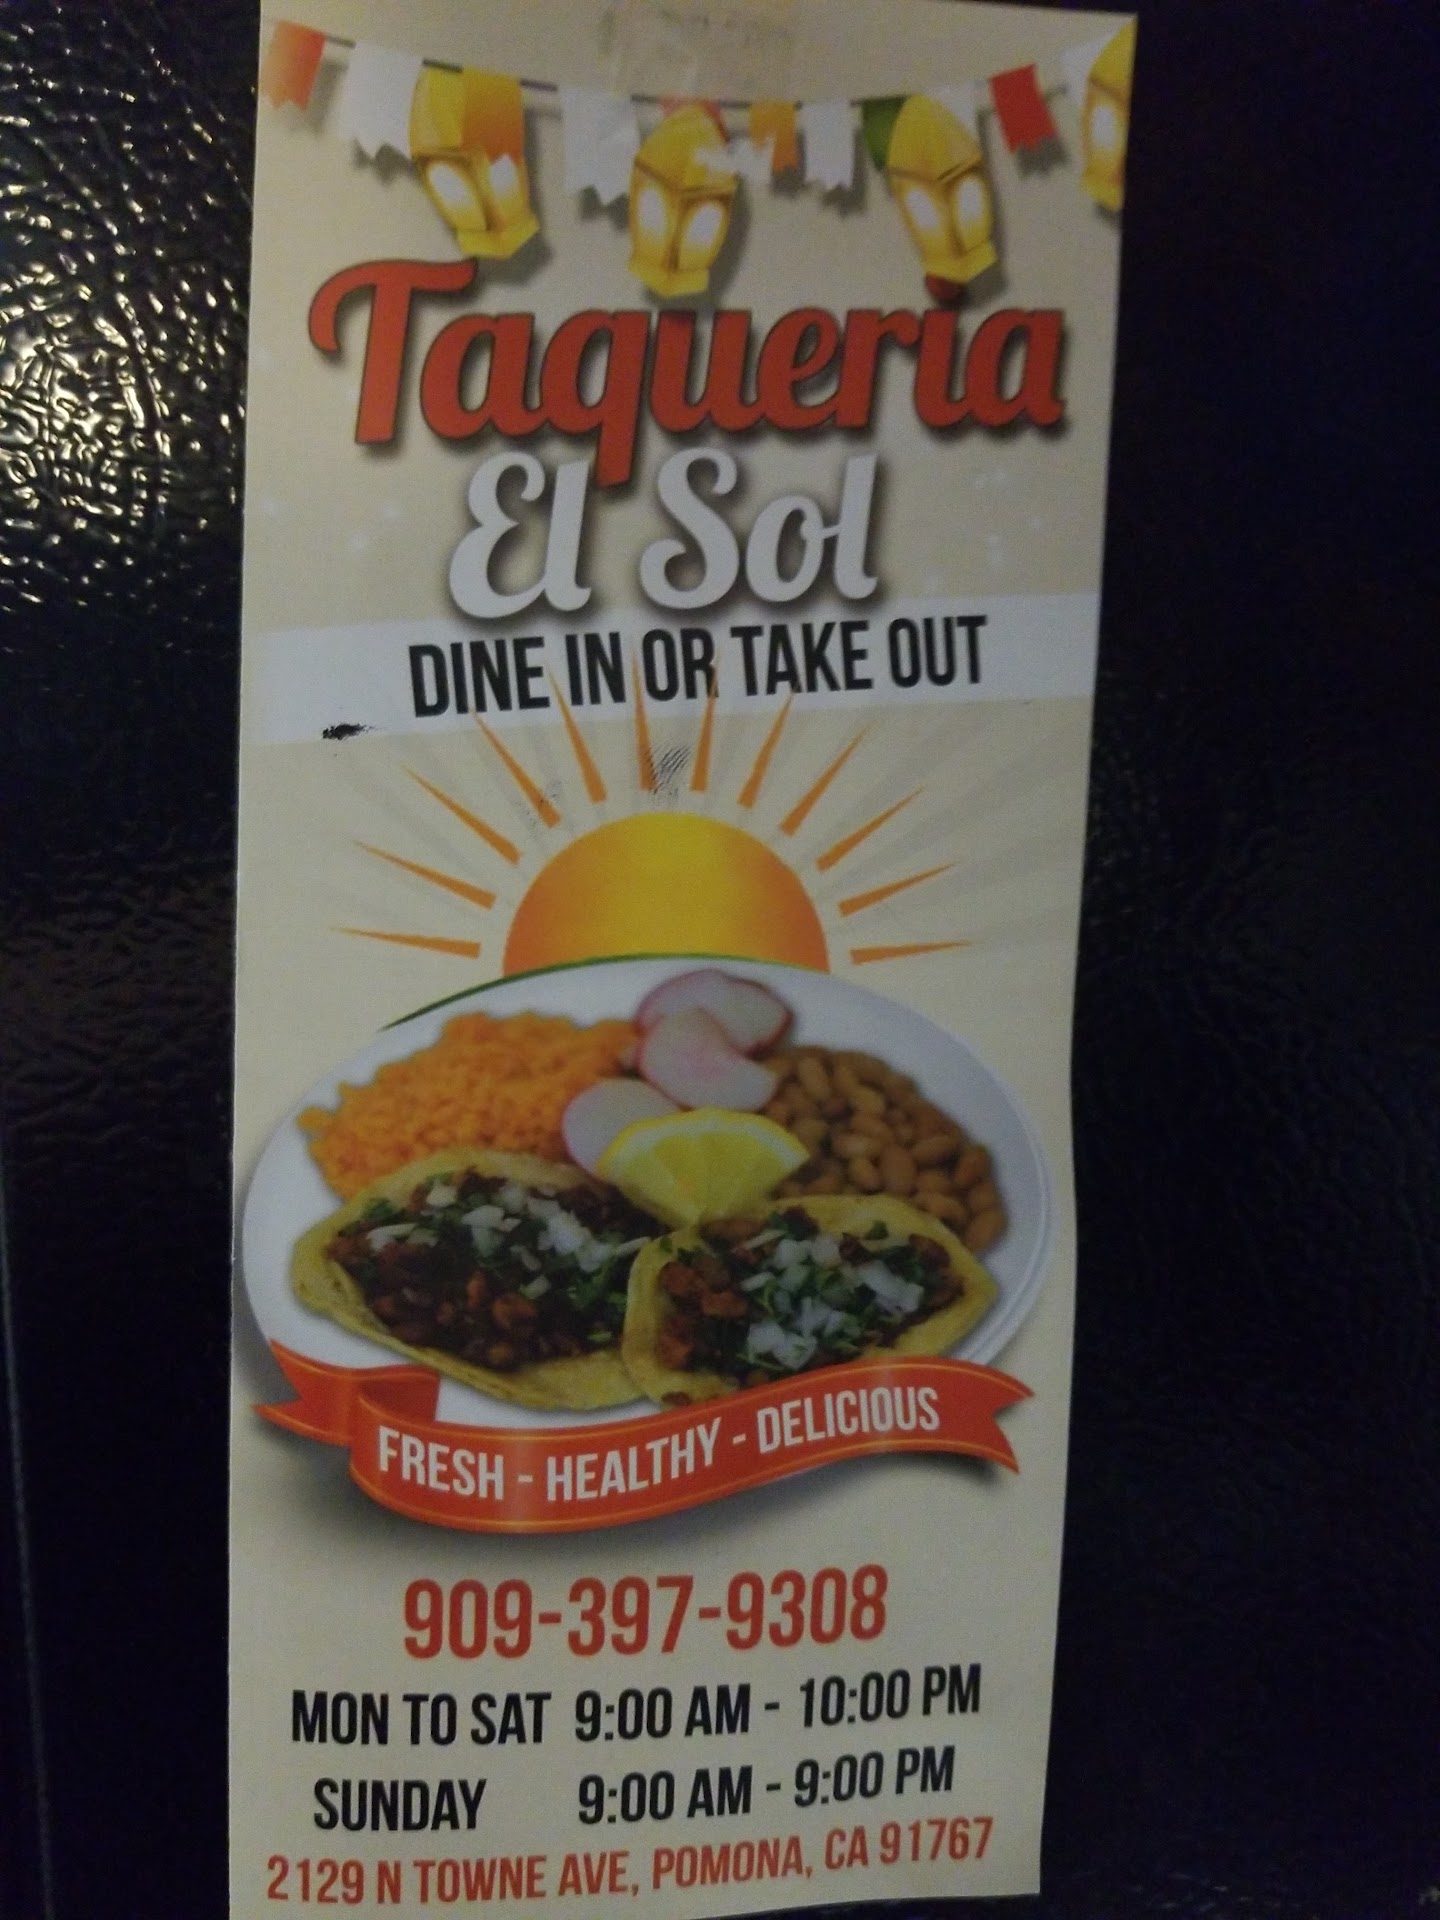 Taqueria
El Sol
DINE IN OR TAKE OUT
FRESH - HEALTHY - DELICIOUS
909-397-9308
MON TO SAT 9:00 AM - 10:00 PM
SUNDAY 9:00 AM - 9:00 PM
2129 N TOWNE AVE, POMONA, CA 91767